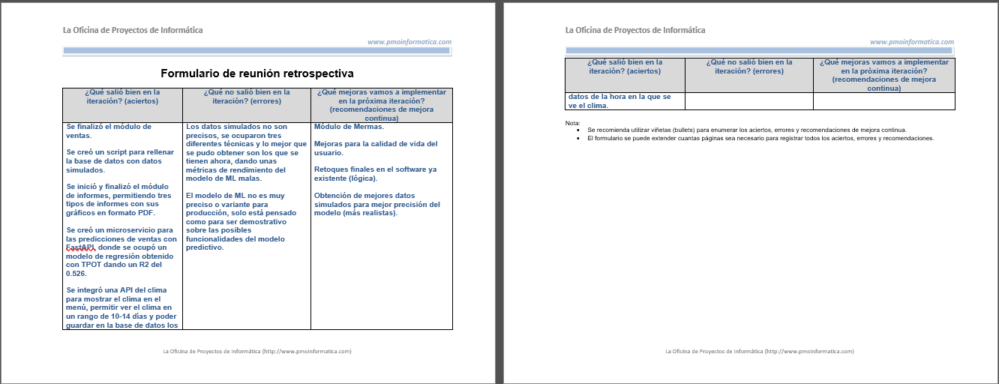 La Oficina de Proyectos de Informática
www.pmoinformatica.com
Formulario de reunión retrospectiva
¿Qué salió bien en la
iteración? (aciertos)
¿Qué no salió bien en la
iteración? (errores)
¿Qué mejoras vamos a implementar
en la próxima iteración?
(recomendaciones de mejora
continua)
Se finalizó el módulo de
ventas.
Se creó un script para rellenar
la base de datos con datos
simulados.
Se inició y finalizó el módulo
de informes, permitiendo tres
tipos de informes con sus
gráficos en formato PDF.
Se creó un microservicio para
las predicciones de ventas con
FastAPI, donde se ocupó un
modelo de regresión obtenido
con TPOT dando un R2 del
0.526.
Se integró una API del clima
para mostrar el clima en el
menú, permitir ver el clima en
un rango de 10-14 días y poder
guardar en la base de datos los
Los datos simulados no son
precisos, se ocuparon tres
diferentes técnicas y lo mejor que
se pudo obtener son los que se
tienen ahora, dando unas
métricas de rendimiento del
modelo de ML malas.
El modelo de ML no es muy
preciso o variante para
producción, solo está pensado
como para ser demostrativo
sobre las posibles
funcionalidades del modelo
predictivo.
Módulo de Mermas.
Mejoras para la calidad de vida del
usuario.
Retoques finales en el software ya
existente (lógica).
Obtención de mejores datos
simulados para mejor precisión del
modelo (más realistas).
La Oficina de Proyectos de Informática (http://www.pmoinformatica.com)
La Oficina de Proyectos de Informática
www.pmoinformatica.com
¿Qué salió bien en la
iteración? (aciertos)
¿Qué no salió bien en la
iteración? (errores)
¿Qué mejoras vamos a implementar
en la próxima iteración?
(recomendaciones de mejora
continua)
datos de la hora en la que se
ve el clima.
Nota:
• Se recomienda utilizar viñetas (bullets) para enumerar los aciertos, errores y recomendaciones de mejora continua.
• El formulario se puede extender cuantas páginas sea necesario para registrar todos los aciertos, errores y recomendaciones.
La Oficina de Proyectos de Informática (http://www.pmoinformatica.com)